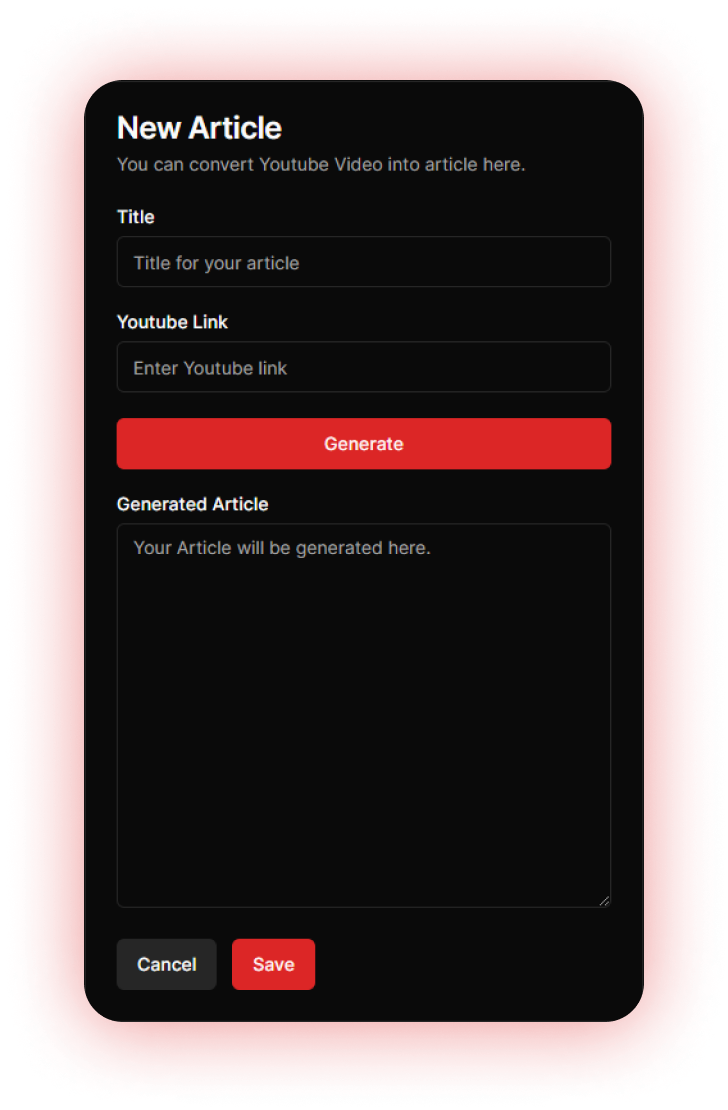 New Article
You can convert Youtube Video into article here.
Title
Title for your article
Youtube Link
Enter Youtube link
Generate
Generated Article
Your Article will be generated here.
Cancel Save